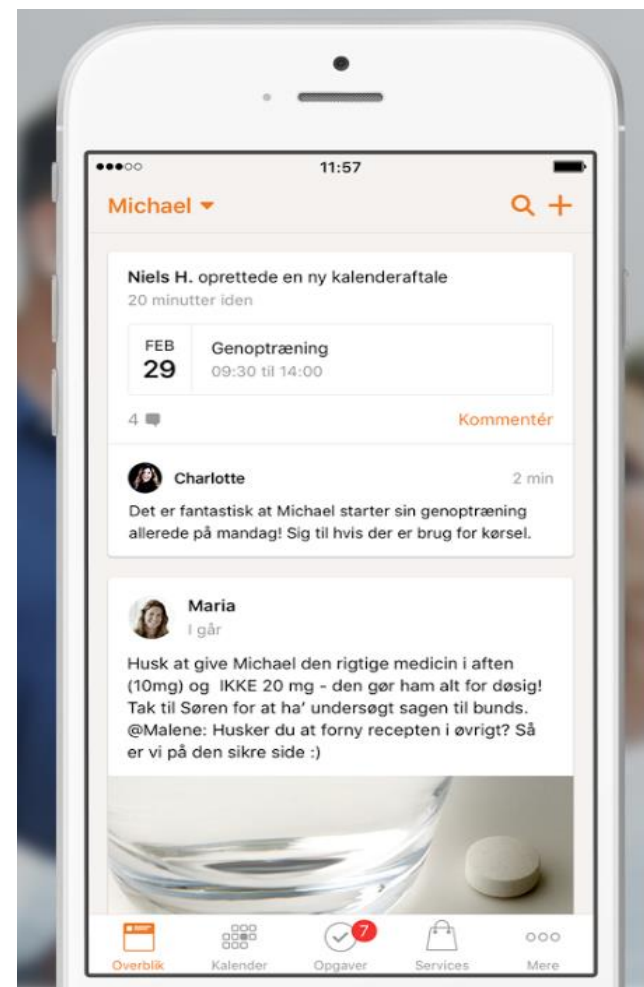 11:57
Michael
Niels H. oprettede en ny kalenderaftale
20 minutter iden
FEB
29
Genoptræning
09:30 til 14:00
4
Kommentér
Charlotte
2 min
Det er fantastisk at Michael starter sin genoptræning
allerede på mandag! Sig til hvis der er brug for kørsel.
Maria
I går
Husk at give Michael den rigtige medicin i aften
(10mg) og IKKE 20 mg - den gør ham alt for døsig!
Tak til Søren for at ha’ undersøgt sagen til bunds.
@Malene: Husker du at forny recepten i øvrigt? Så
er vi på den sikre side :)
7
Overblik
Kalender
Opgaver
Services
Mere